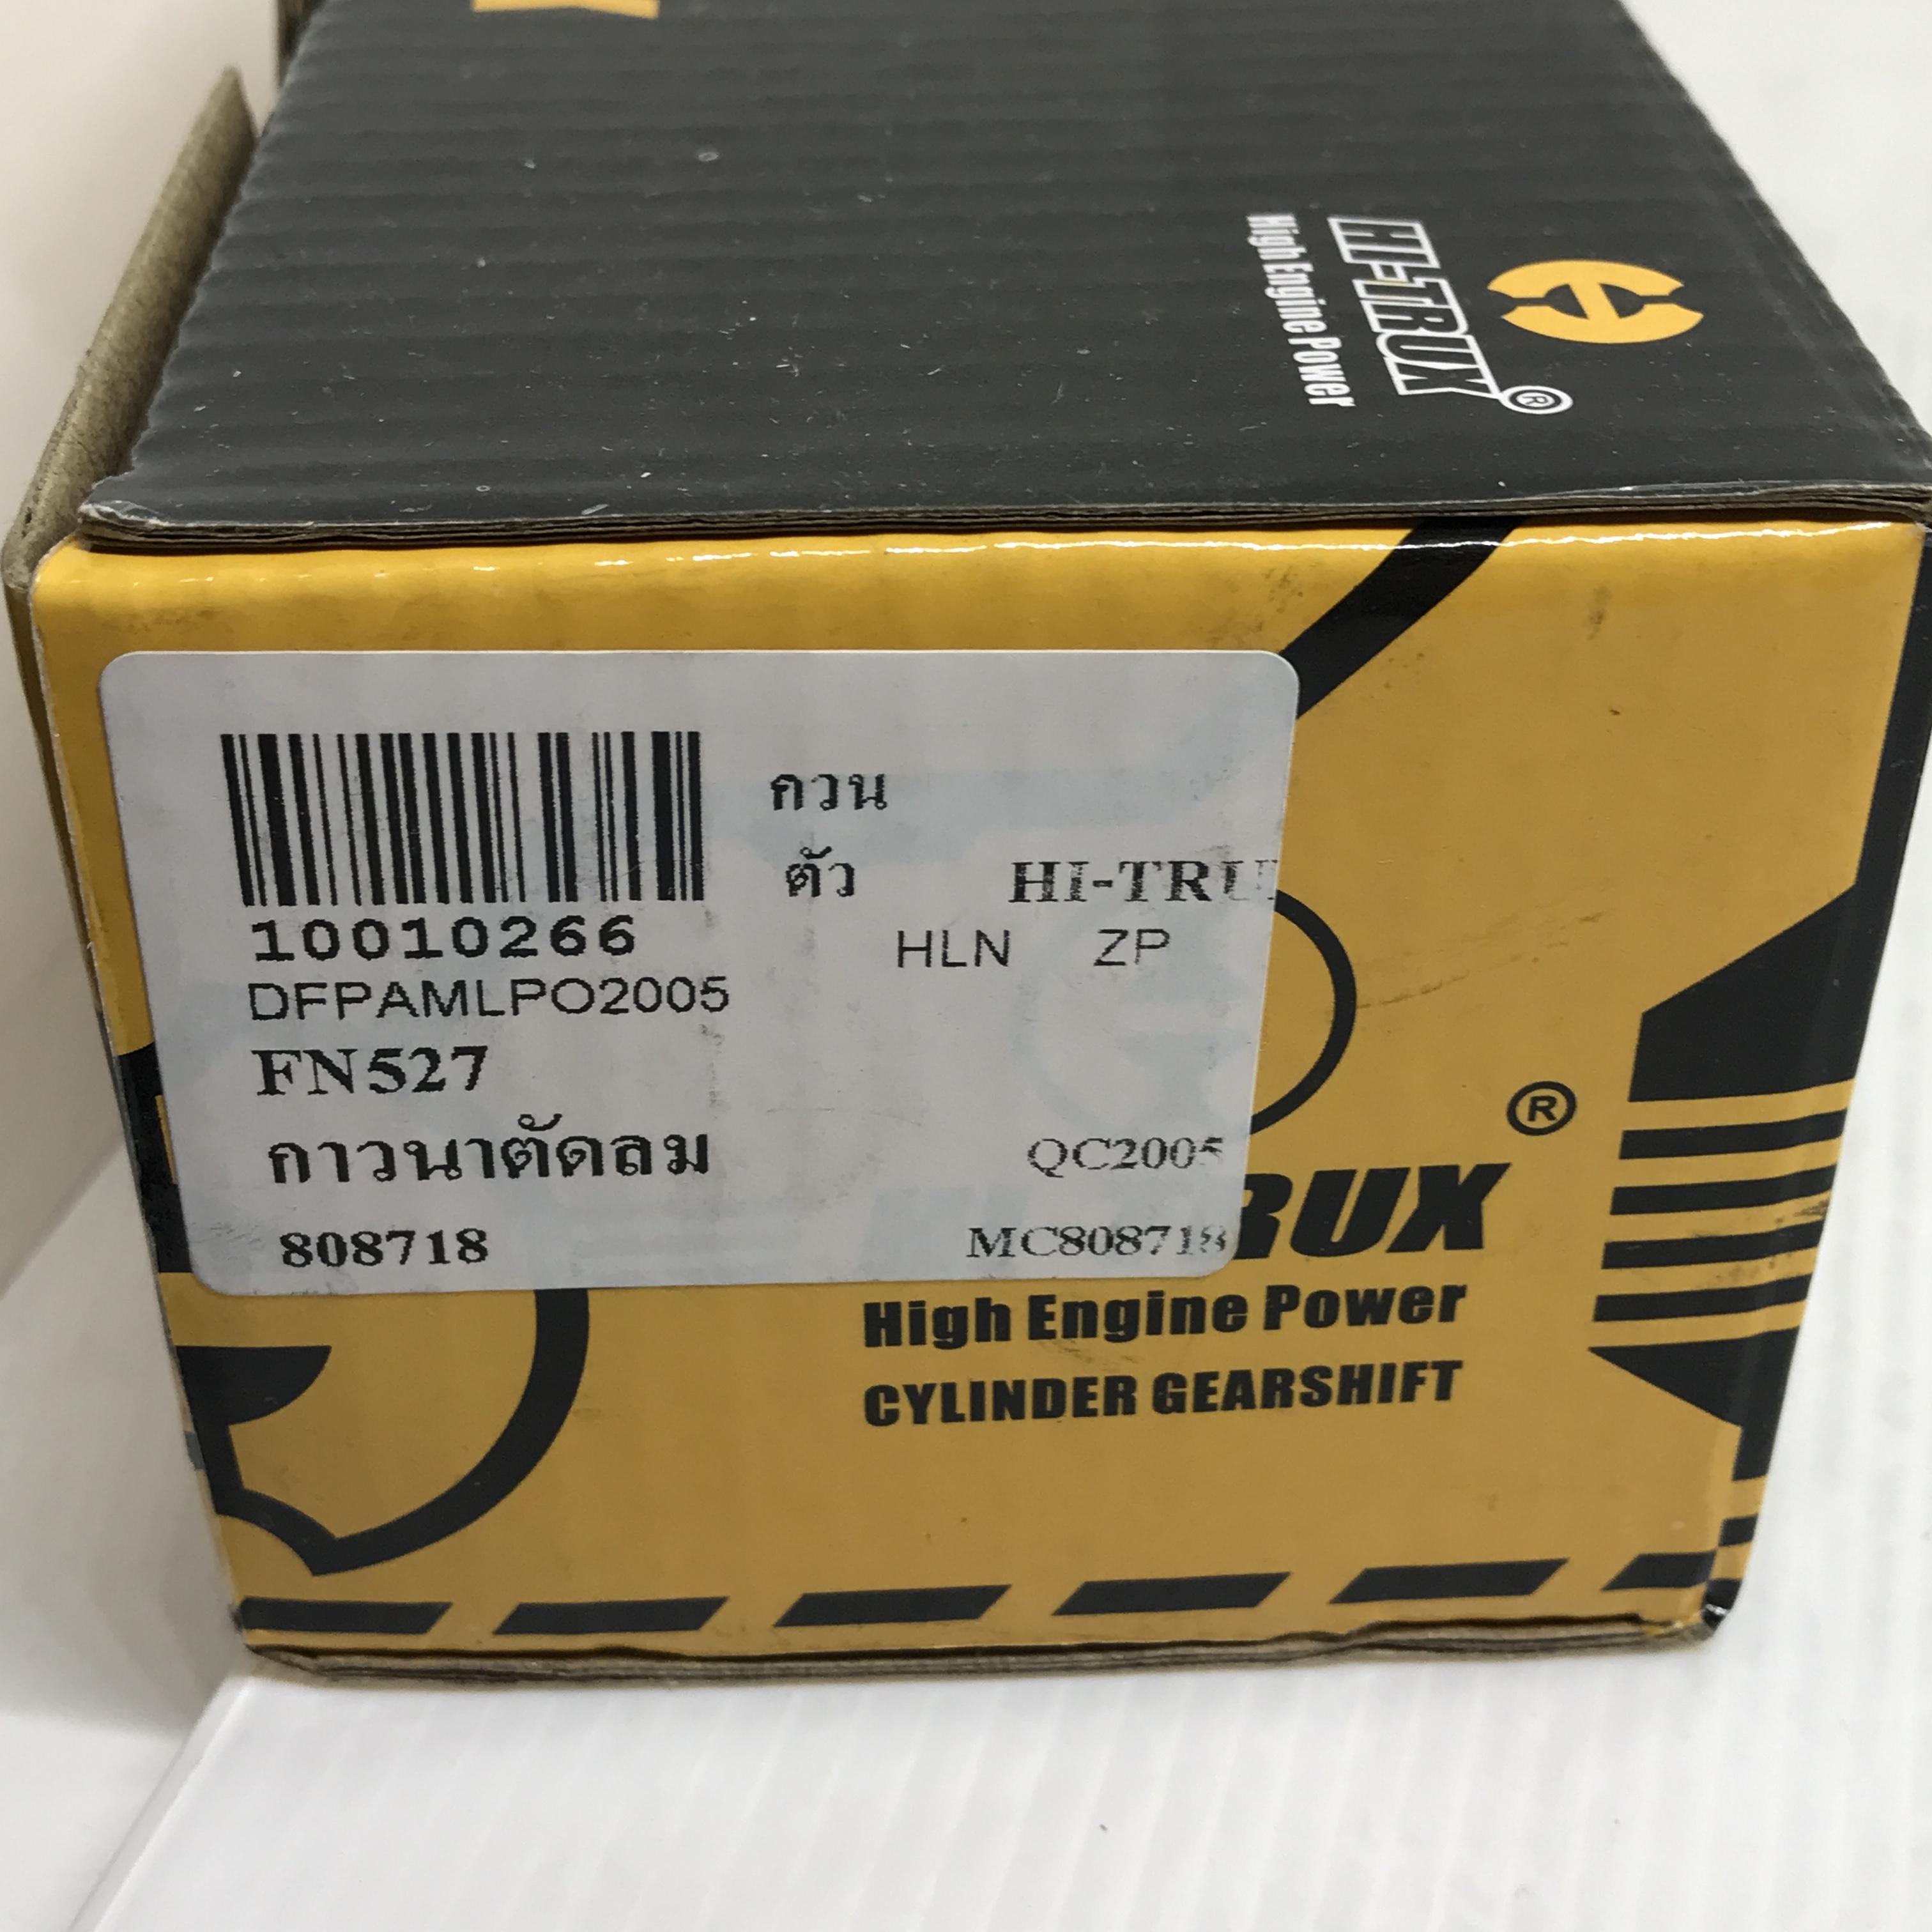 HI-TRUX®
High Engine Power
กวน
ตัว HI-TRU
10010266
HLN ZP
DFPAMLPO2005
FN527
กาวนาตัดลม
QC2005
808718
MC808718
®
RUX
High Engine Power
CYLINDER GEARSHIFT